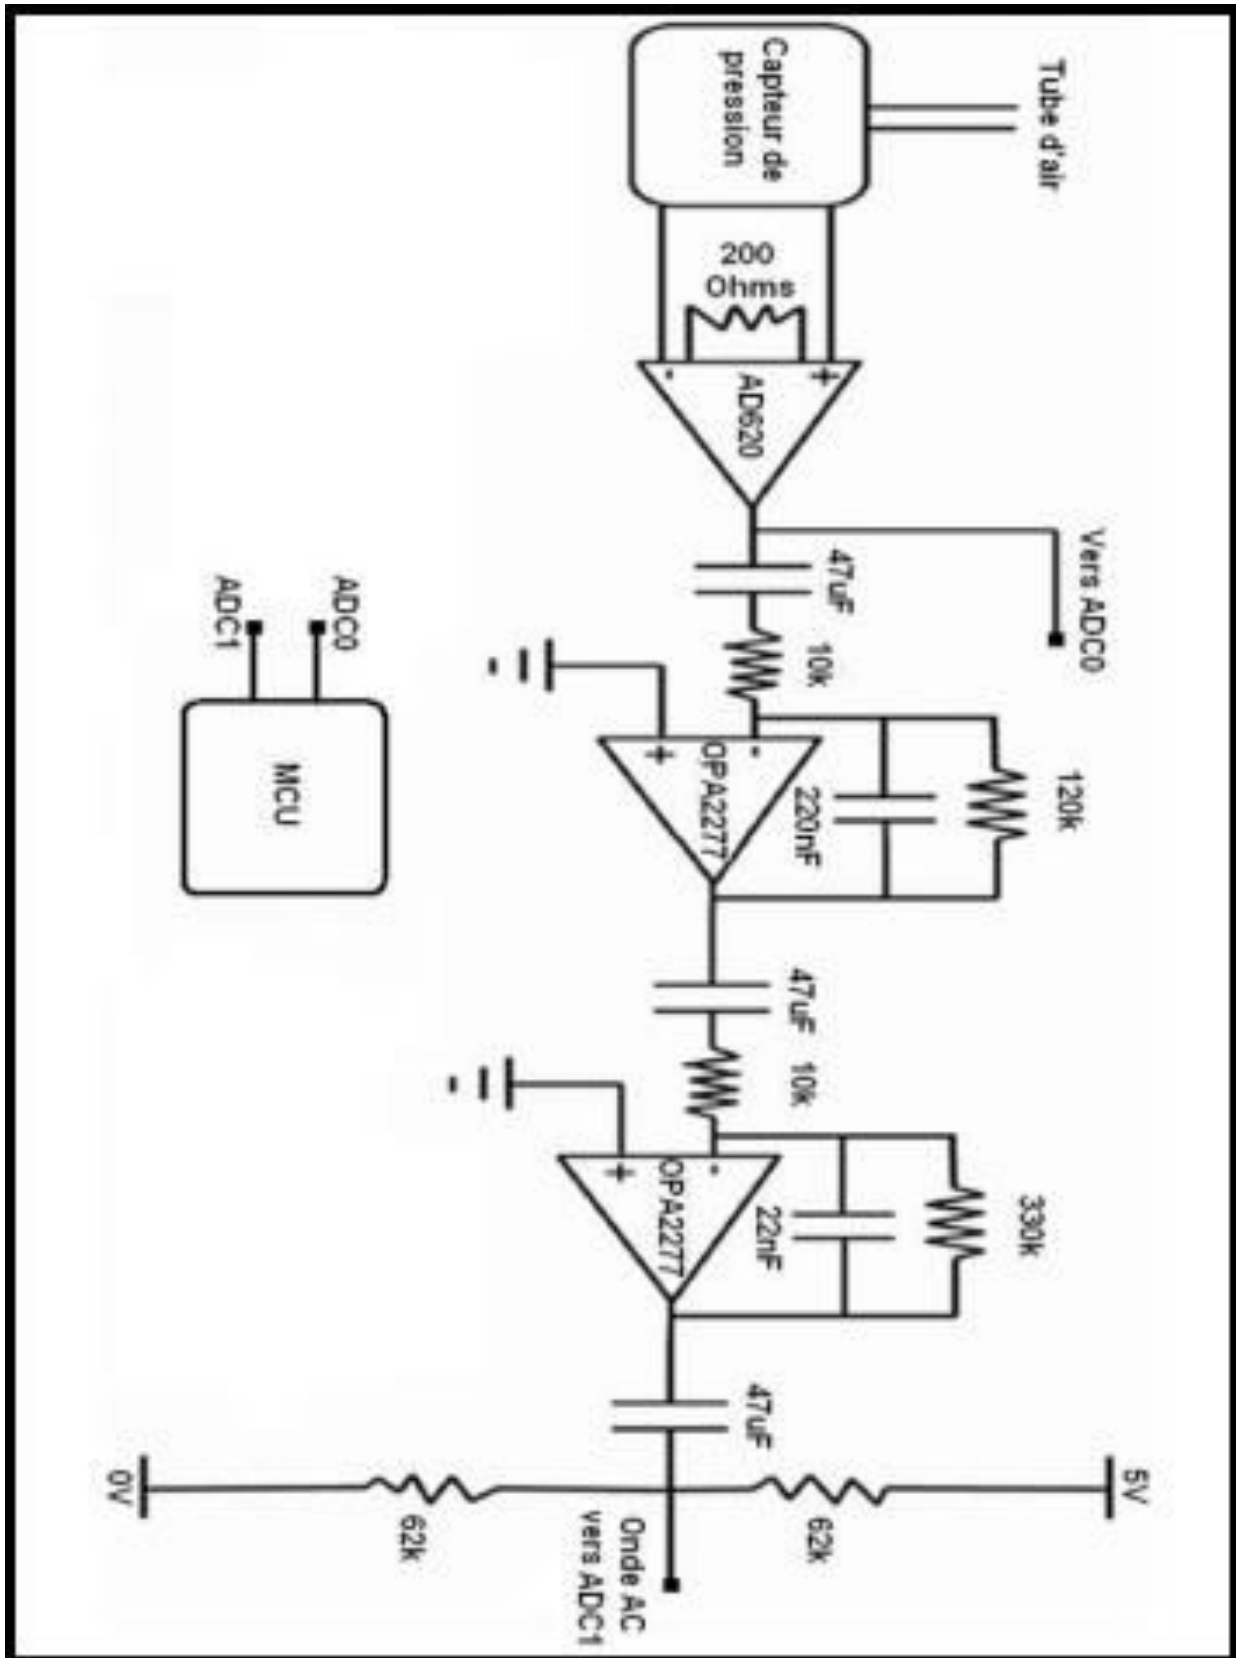 Tube d'air
Capteur de
pression
200
Ohms
+
-
AD620
Vers ADC0
47uF
10k
-
+
OPA2277
220nF
120k
47uF
10k
-
+
OPA2277
22nF
330k
47uF
5V
62k
62k
0V
Onde AC
vers ADC1
ADC0
ADC1
MCU